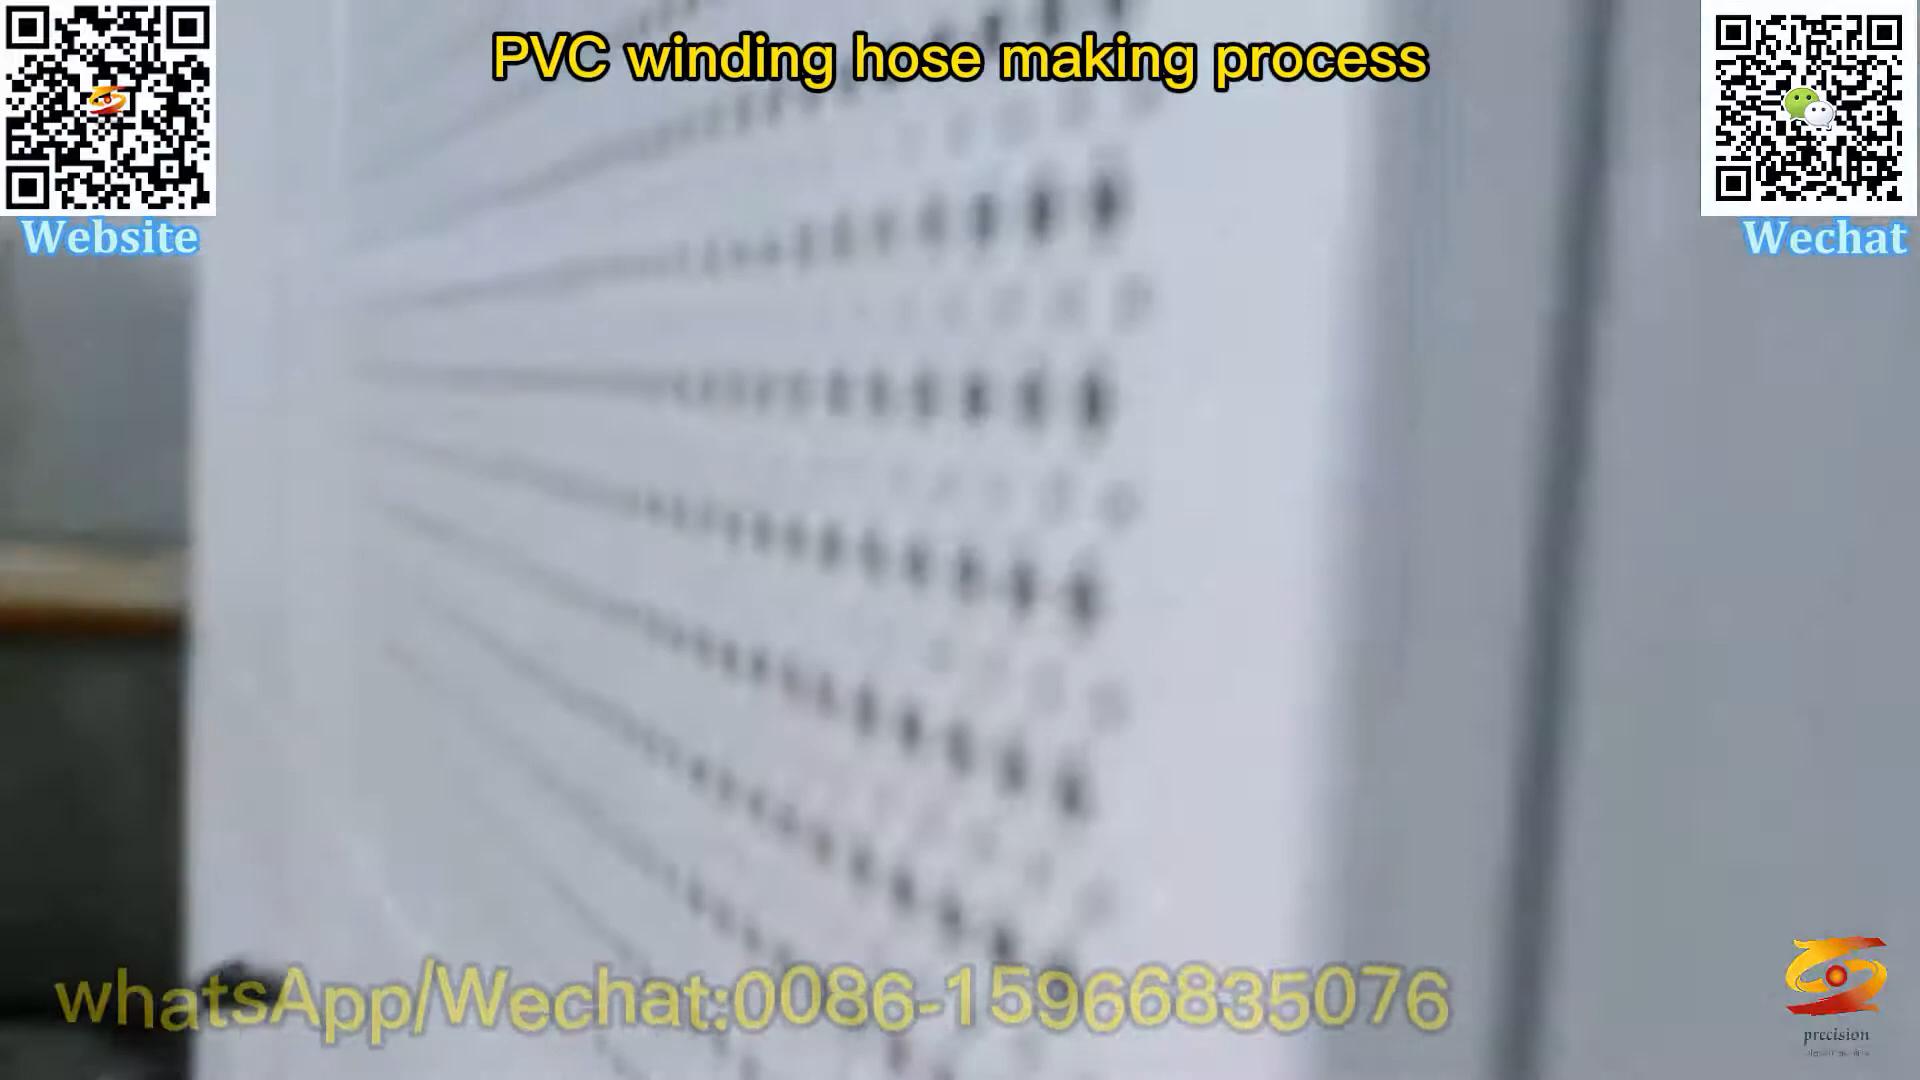 PVC winding hose making process
Website
Wechat
whatsApp/Wechat:0086-15966835076
precision